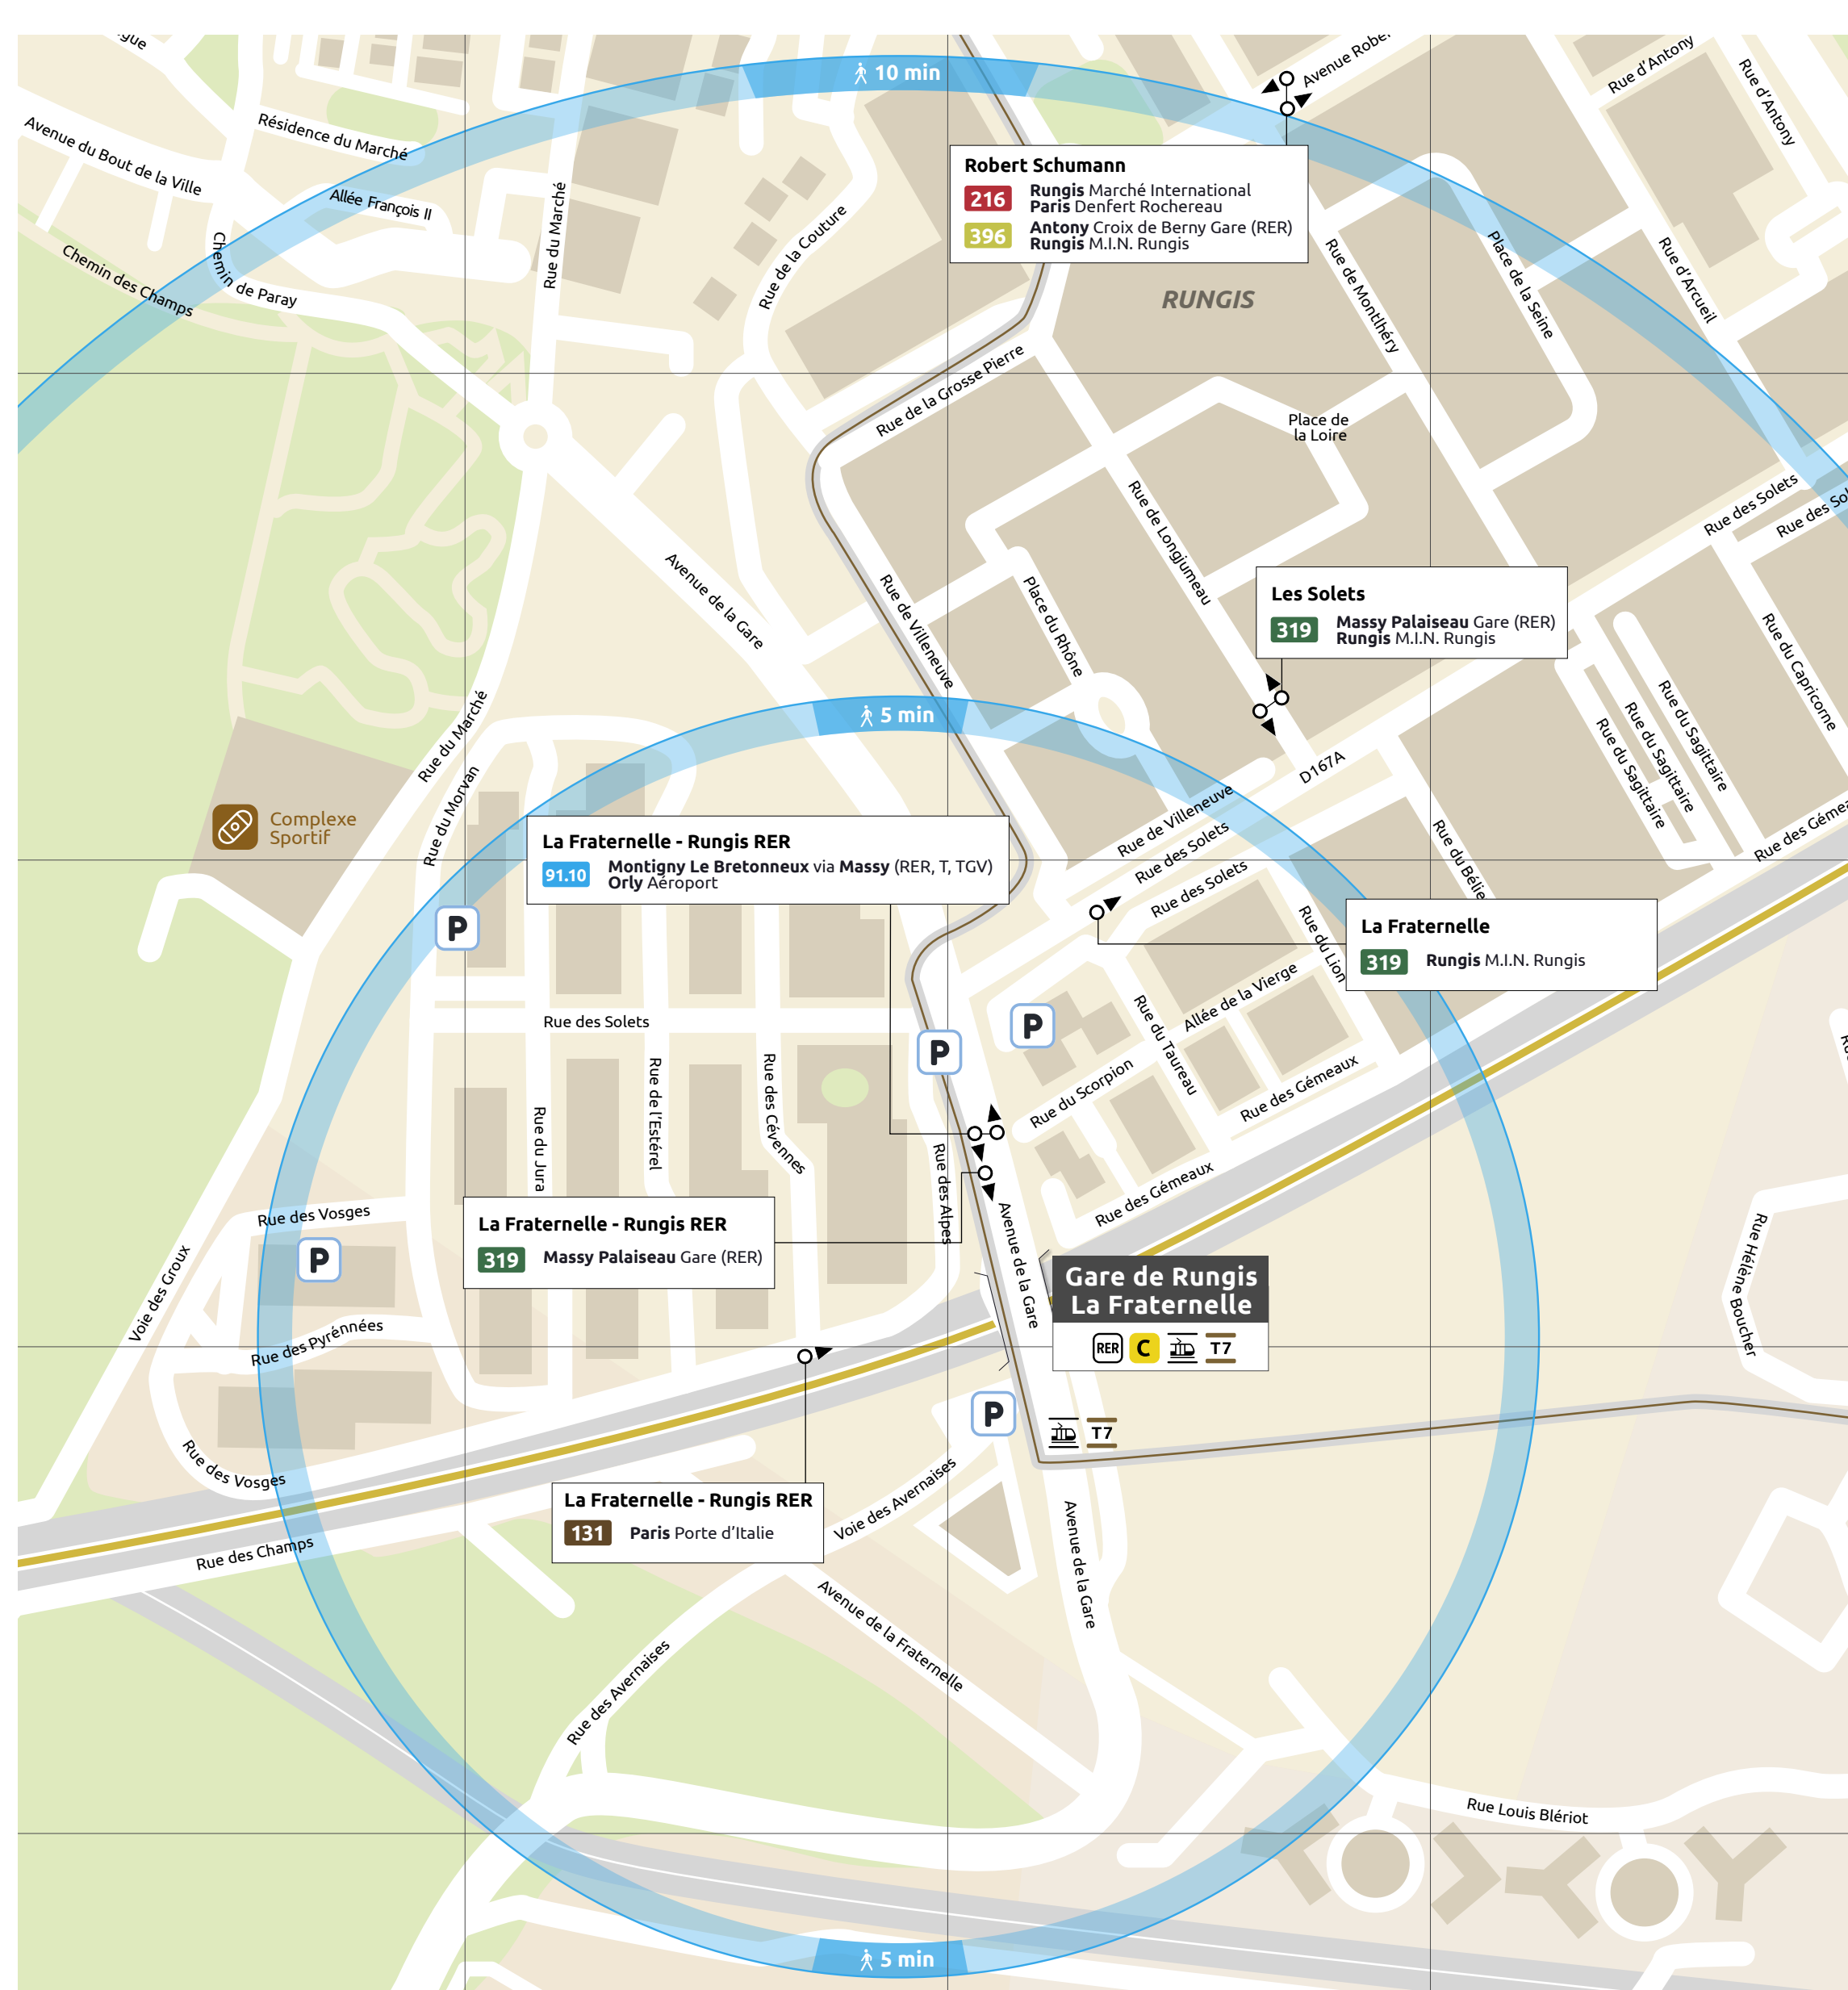 10 min
Avenue Rober
Rue d'Antony
Rue d'Antony
Résidence du Marché
Avenue du Bout de la Ville
Allée François II
Rue du Marché
Chemin des Champs
Chemin de Paray
Rue de la Couture
Robert Schumann
216
Rungis Marché International
Paris Denfert Rochereau
396
Antony Croix de Berny Gare (RER)
Rungis M.I.N. Rungis
RUNGIS
Rue de Montlhéry
Place de la Seine
Rue d'Arcueil
Rue de la Grosse Pierre
Place de
la Loire
Rue de Longjumeau
Rue des Solets
Rue des Sol
Avenue de la Gare
Rue de Villeneuve
Place du Rhône
Les Solets
319
Massy Palaiseau Gare (RER)
Rungis M.I.N. Rungis
Rue du Capricorne
Rue du Sagittaire
Rue du Sagittaire
Rue du Sagittaire
Rue du Marché
5 min
D167A
Rue du Morvan
Complexe
Sportif
Rue de Villeneuve
Rue des Solets
Rue des Solets
Rue du Bélie
Rue des Gémea
La Fraternelle - Rungis RER
91.10
Montigny Le Bretonneux via Massy (RER, T, TGV)
Orly Aéroport
P
La Fraternelle
319
Rungis M.I.N. Rungis
Rue du Lion
Allée de la Vierge
Rue des Solets
P
P
Rue du Taureau
Rue du Scorpion
Rue des Gémeaux
Rue du Jura
Rue de l'Estérel
Rue des Cévennes
Rue des Alpes
Rue des Gémeaux
Rue des Vosges
P
Voie des Groux
La Fraternelle - Rungis RER
319
Massy Palaiseau Gare (RER)
Avenue de la Gare
Gare de Rungis
La Fraternelle
RER C T7
Rue Hélène Boucher
Rue des Pyrénnées
P
T7
Rue des Vosges
Rue des Champs
La Fraternelle - Rungis RER
131
Paris Porte d'Italie
Voie des Avernaises
Avenue de la Gare
Avenue de la Fraternelle
Rue des Avernaises
Rue Louis Blériot
5 min